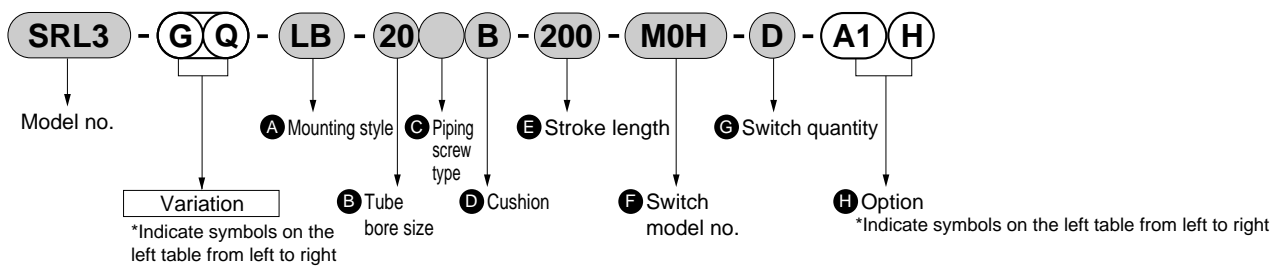 SRL3 - G Q - LB - 20 B - 200 - M0H - D - A1 H
Model no.
A Mounting style
C Piping
screw
type
E Stroke length
G Switch quantity
Variation
*Indicate symbols on the
left table from left to right
B Tube
bore size
D Cushion
F Switch
model no.
H Option
*Indicate symbols on the left table from left to right